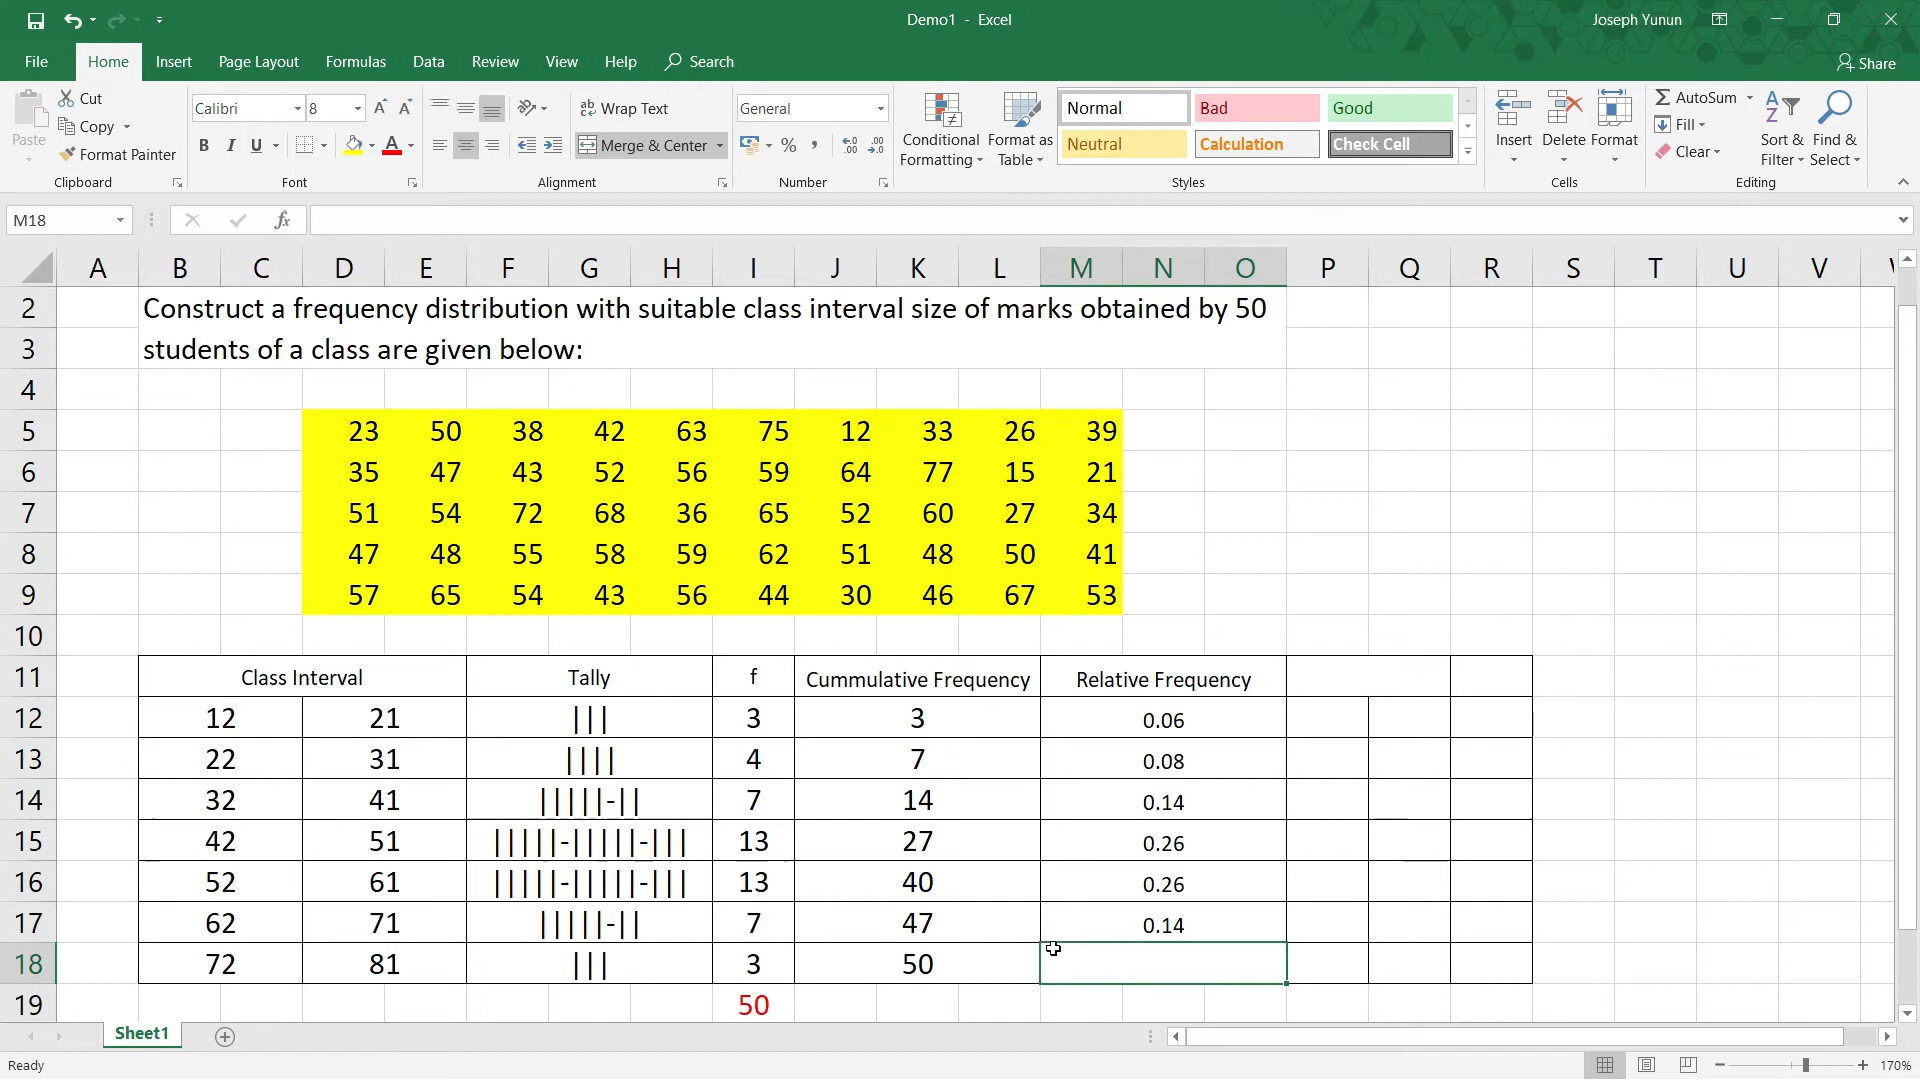 Demo1 - Excel
Joseph Yunun
File Home Insert Page Layout Formulas Data Review View Help Search Share
Paste
Cut
Copy
Format Painter
Clipboard
Calibri 8
B I U
Font
Wrap Text
Merge & Center
Alignment
General
Number
Conditional Formatting
Format as Table
Normal Bad Good
Neutral Calculation Check Cell
Styles
Insert Delete Format
Cells
AutoSum
Fill
Clear
Sort & Filter
Find & Select
Editing
M18
fx
A B C D E F G H I J K L M N O P Q R S T U V
2 Construct a frequency distribution with suitable class interval size of marks obtained by 50
3 students of a class are given below:
4
5 23 50 38 42 63 75 12 33 26 39
6 35 47 43 52 56 59 64 77 15 21
7 51 54 72 68 36 65 52 60 27 34
8 47 48 55 58 59 62 51 48 50 41
9 57 65 54 43 56 44 30 46 67 53
10
11 Class Interval Tally f Cummulative Frequency Relative Frequency
12 12 21 ||| 3 3 0.06
13 22 31 |||| 4 7 0.08
14 32 41 |||||-|| 7 14 0.14
15 42 51 |||||-|||||-||| 13 27 0.26
16 52 61 |||||-|||||-||| 13 40 0.26
17 62 71 |||||-|| 7 47 0.14
18 72 81 ||| 3 50
19 50
Sheet1
Ready
170%